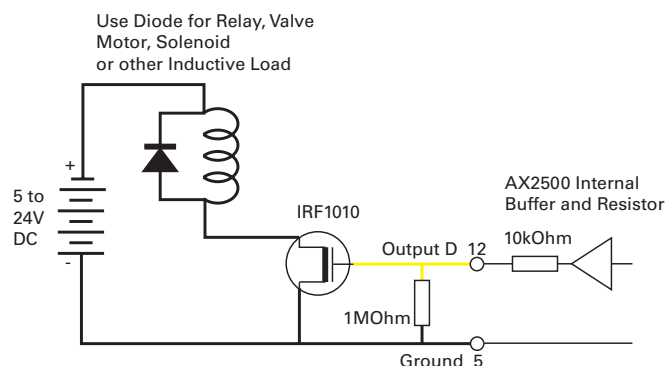 Use Diode for Relay, Valve
Motor, Solenoid
or other Inductive Load
+
5 to
24V
DC
-
IRF1010
AX2500 Internal
Buffer and Resistor
Output D 12
10kOhm
1MOhm
Ground 5